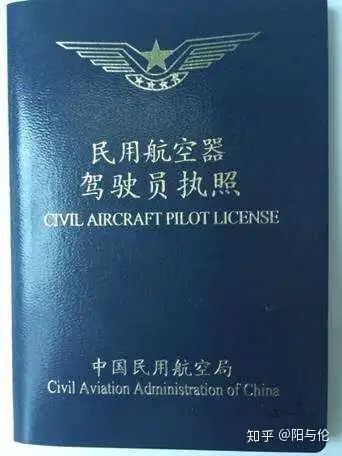 民用航空器
驾驶员执照
CIVIL AIRCRAFT PILOT LICENSE
中国民用航空局
Civil Aviation Administration of China
知乎 @阳与伦